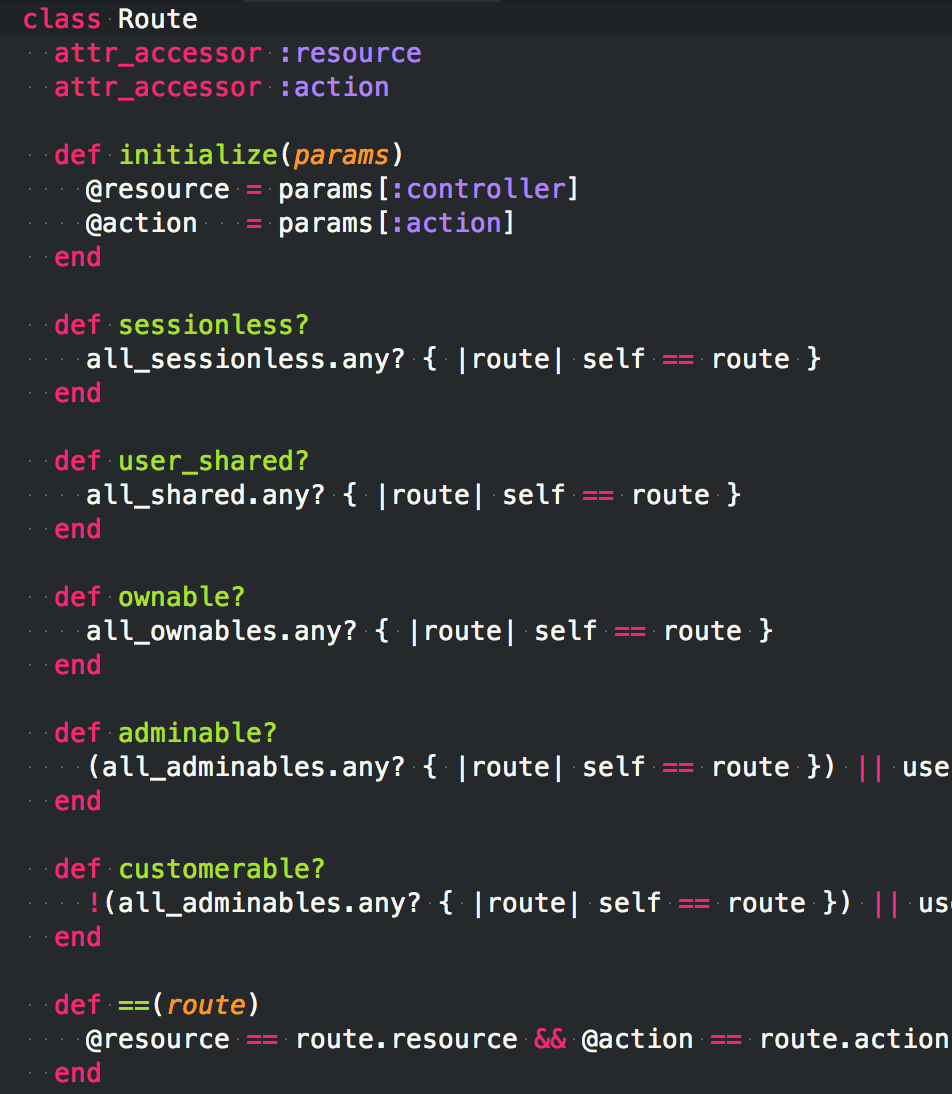 class Route
  attr_accessor :resource
  attr_accessor :action

  def initialize(params)
    @resource = params[:controller]
    @action   = params[:action]
  end

  def sessionless?
    all_sessionless.any? { |route| self == route }
  end

  def user_shared?
    all_shared.any? { |route| self == route }
  end

  def ownable?
    all_ownables.any? { |route| self == route }
  end

  def adminable?
    (all_adminables.any? { |route| self == route }) || use
  end

  def customerable?
    !(all_adminables.any? { |route| self == route }) || us
  end

  def ==(route)
    @resource == route.resource && @action == route.action
  end